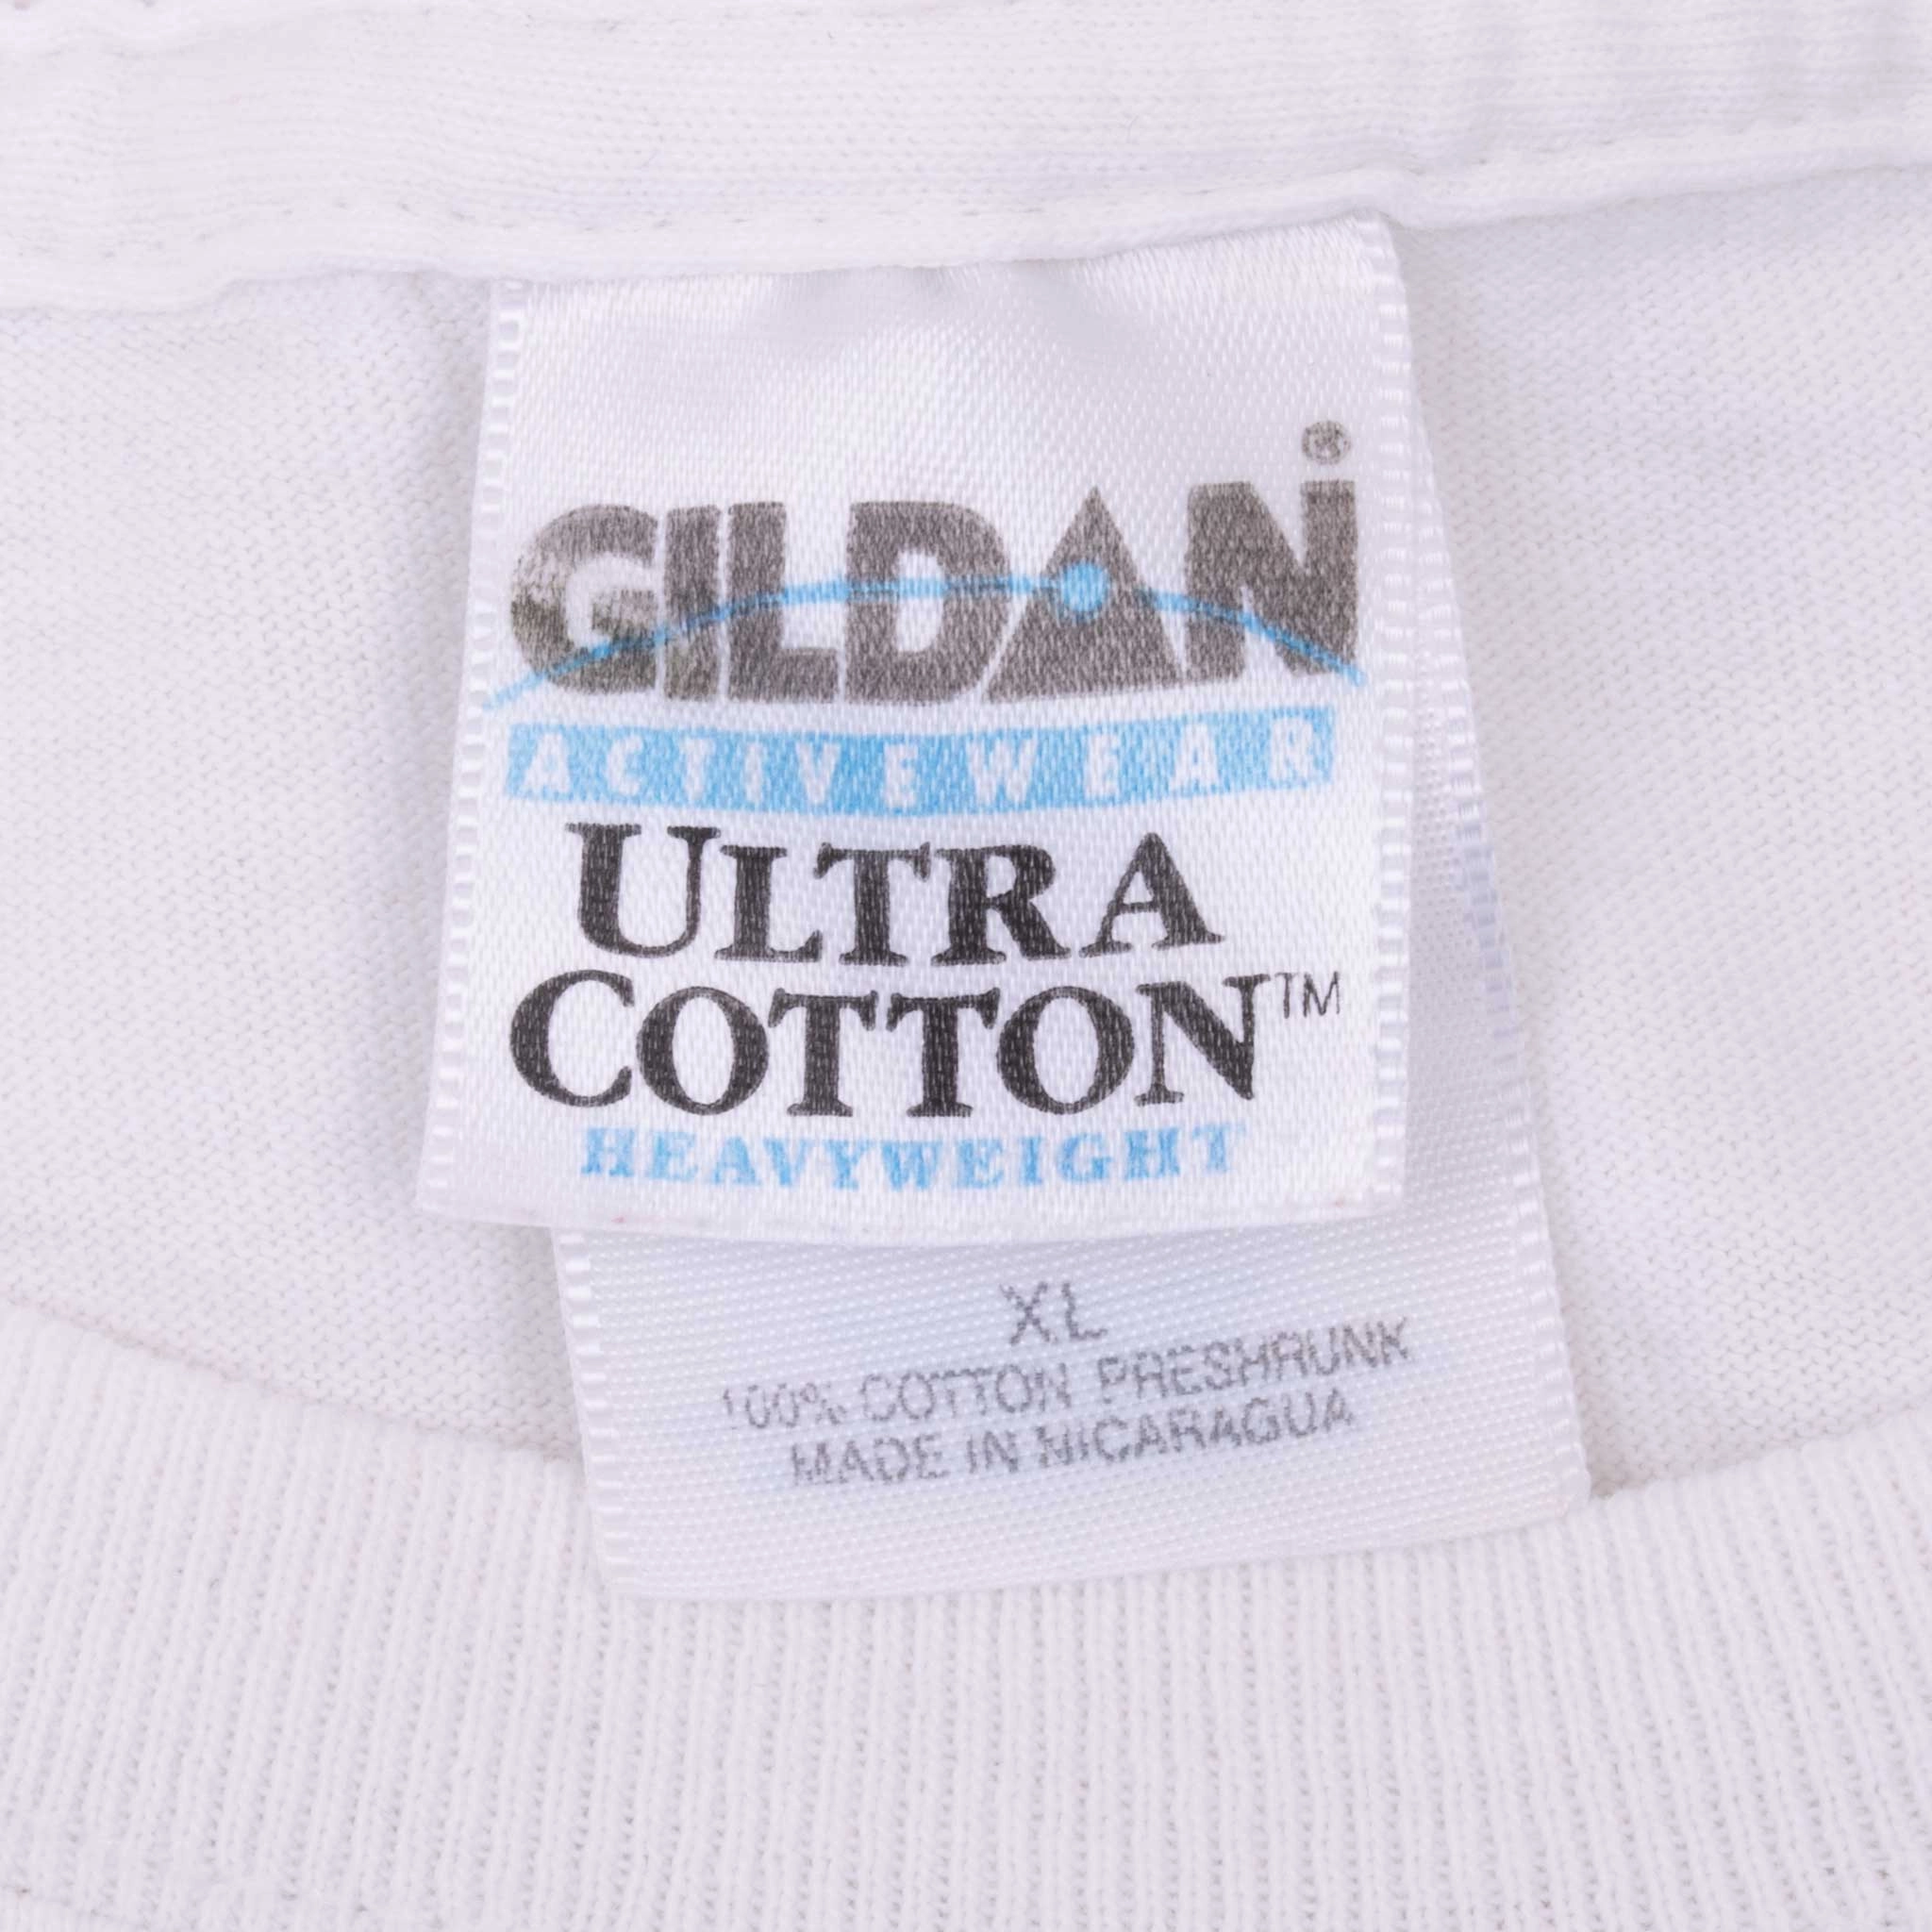 GILDAN®
ACTIVEWEAR
ULTRA
COTTON™
HEAVYWEIGHT
XL
100% COTTON PRESHRUNK
MADE IN NICARAGUA